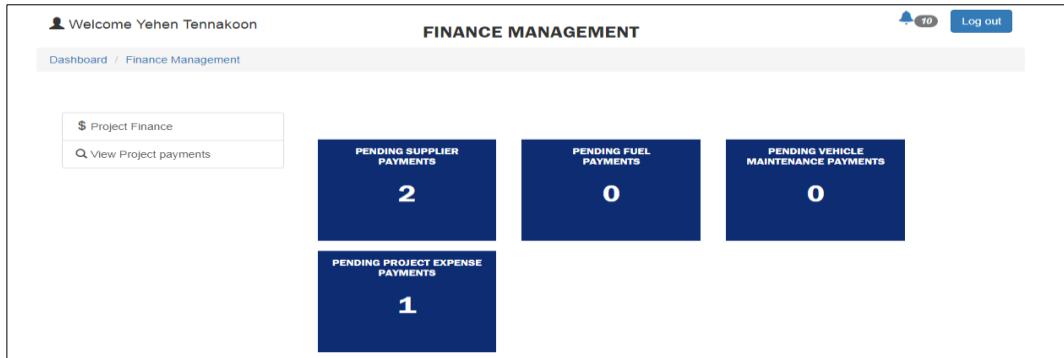 Welcome Yehen Tennakoon
FINANCE MANAGEMENT
10
Log out
Dashboard / Finance Management
$ Project Finance
View Project payments
PENDING SUPPLIER
PAYMENTS
2
PENDING FUEL
PAYMENTS
0
PENDING VEHICLE
MAINTENANCE PAYMENTS
0
PENDING PROJECT EXPENSE
PAYMENTS
1